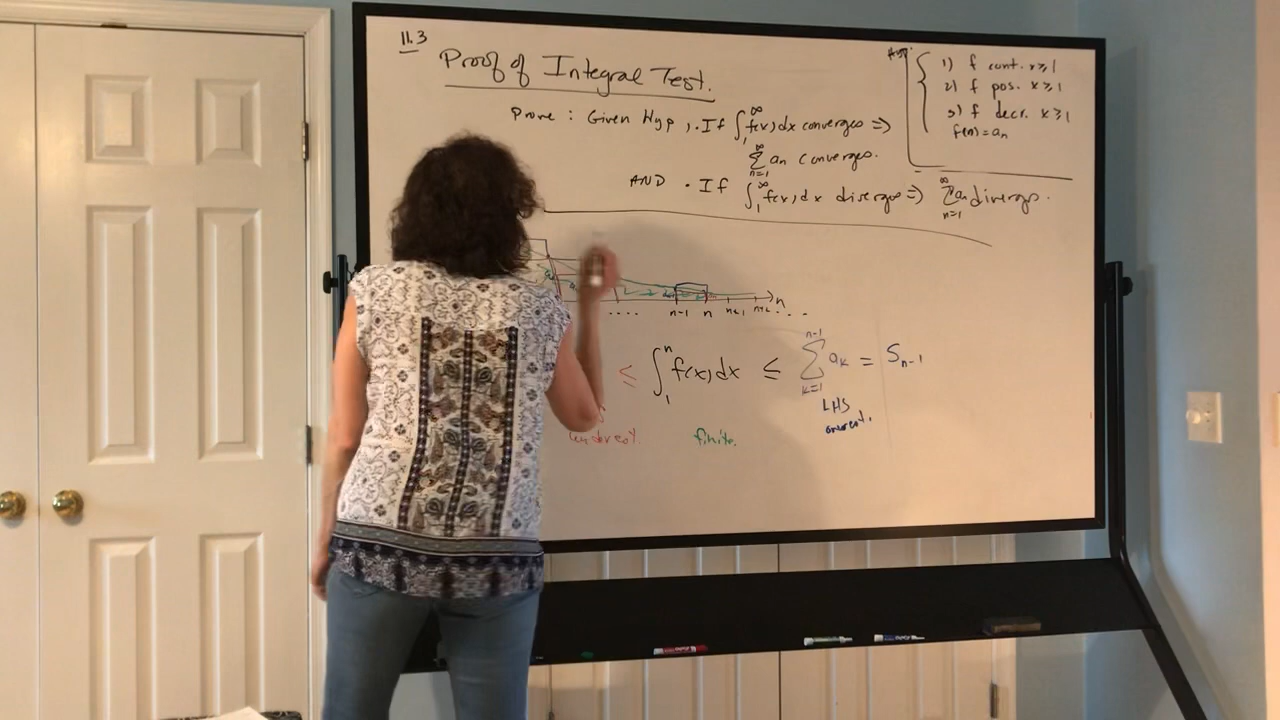 11.3
Proof of Integral Test.
Hyp:
1) f cont. x≥1
2) f pos. x≥1
3) f decr. x≥1
f(n)=aₙ
Prove: Given Hyp, · If ∫₁^∞ f(x)dx converges ⇒
∑ₙ₌₁^∞ aₙ converges.
AND · If ∫₁^∞ f(x)dx diverges ⇒ ∑ₙ₌₁^∞ aₙ diverges.
.... n-1 n n+1 n+2 ... n
≤ ∫₁ⁿ f(x)dx ≤ ∑ₖ₌₁ⁿ⁻¹ aₖ = Sₙ₋₁
LHS
overest.
underest. finite.